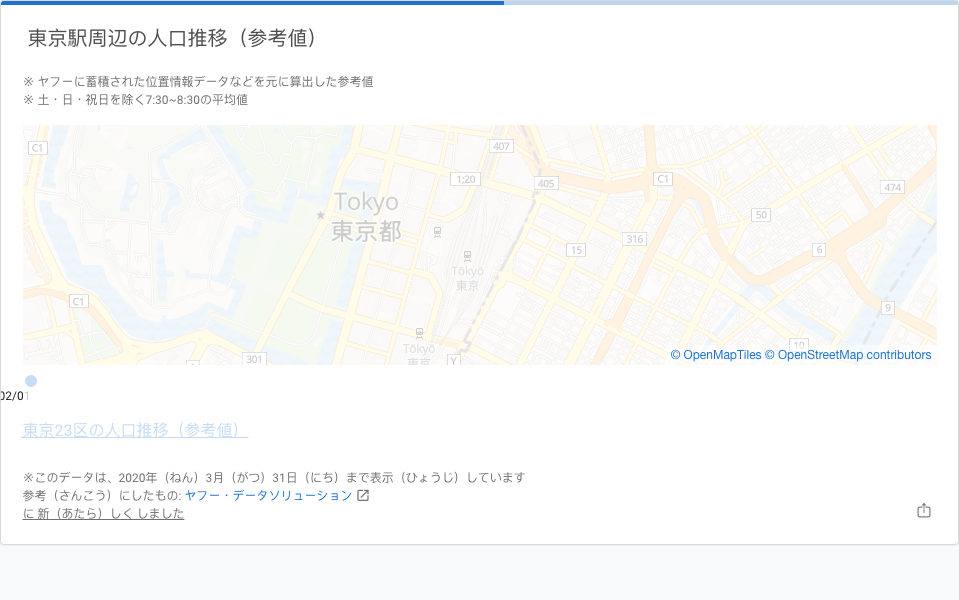 東京駅周辺の人口推移（参考値）
※ ヤフーに蓄積された位置情報データなどを元に算出した参考値
※ 土・日・祝日を除く7:30~8:30の平均値
C1
407
1;20
405
C1
474
Tokyo
東京都
50
15
316
6
Tōkyō
東京
C1
9
10
301
Tōkyō
東京
Y
© OpenMapTiles © OpenStreetMap contributors
02/01
東京23区の人口推移（参考値）
※このデータは、2020年（ねん）3月（がつ）31日（にち）まで表示（ひょうじ）しています
参考（さんこう）にしたもの: ヤフー・データソリューション
に 新（あたら）しく しました